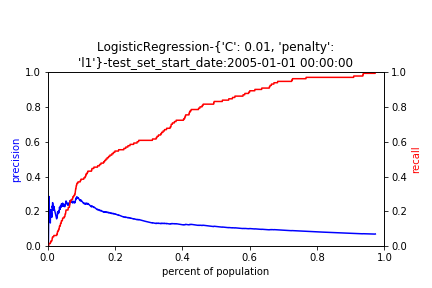 LogisticRegression-{'C': 0.01, 'penalty':
'l1'}-test_set_start_date:2005-01-01 00:00:00
1.0
1.0
0.8
0.8
0.6
0.6
precision
recall
0.4
0.4
0.2
0.2
0.0
0.0
0.0 0.2 0.4 0.6 0.8 1.0
percent of population